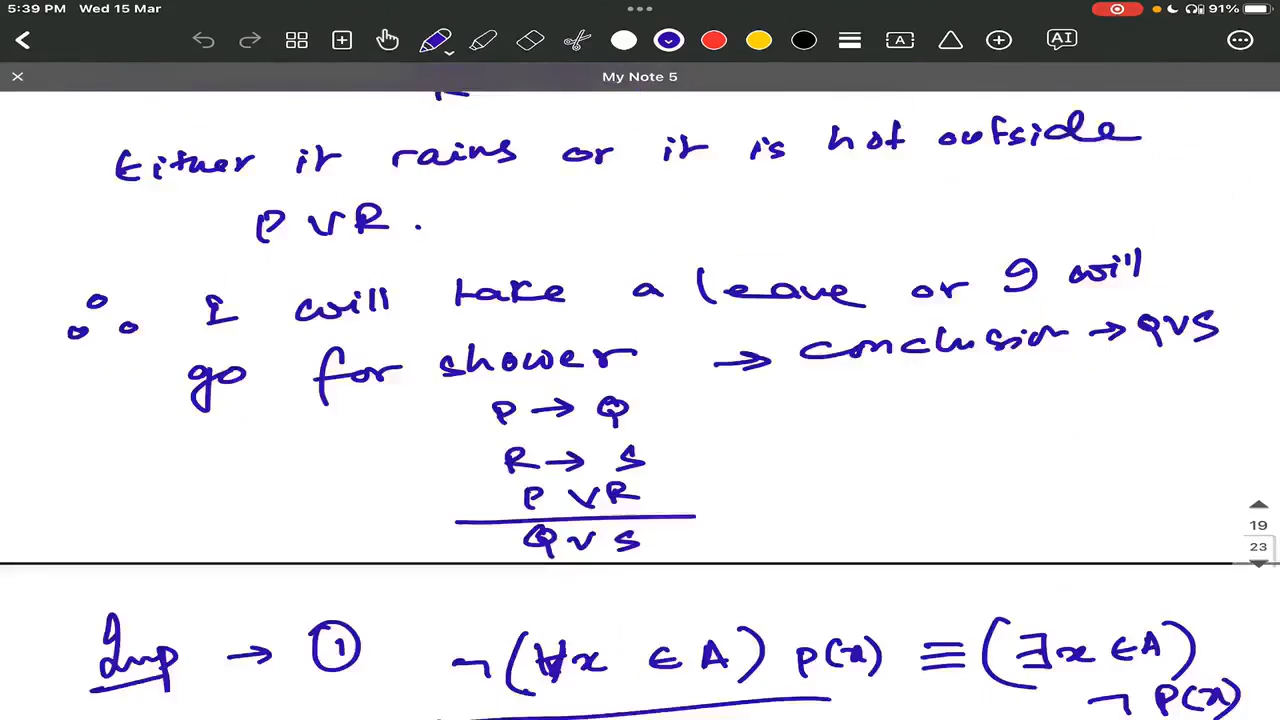 5:39 PM Wed 15 Mar
91%
A
AI
My Note 5
Either it rains or it is hot outside
P ∨ R .
∴ I will take a leave or I will
go for shower → conclusion → Q∨S
P → Q
R → S
P ∨ R
Q ∨ S
19
23
Imp → ① ¬(∀x ∈ A) p(x) ≡ (∃x ∈ A)
¬ P(x)